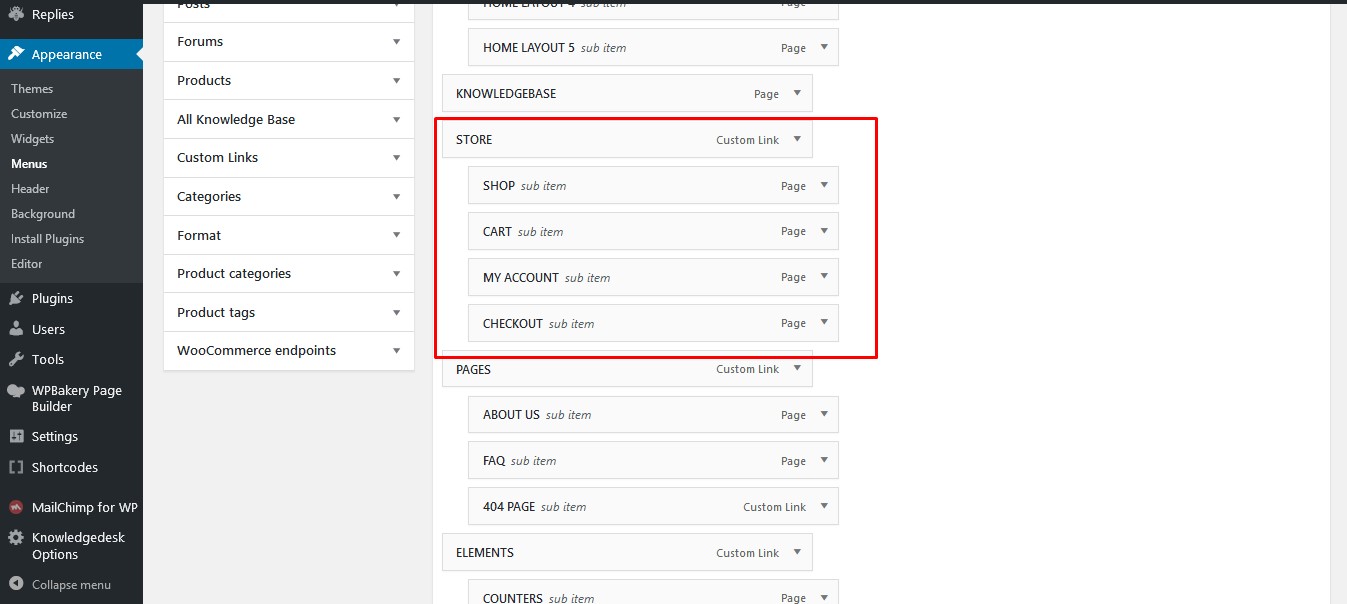 Replies
Appearance
Themes
Customize
Widgets
Menus
Header
Background
Install Plugins
Editor
Plugins
Users
Tools
WPBakery Page
Builder
Settings
Shortcodes
MailChimp for WP
Knowledgedesk
Options
Collapse menu
Posts
Forums
Products
All Knowledge Base
Custom Links
Categories
Format
Product categories
Product tags
WooCommerce endpoints
HOME LAYOUT 4 sub item Page
HOME LAYOUT 5 sub item Page
KNOWLEDGEBASE Page
STORE Custom Link
SHOP sub item Page
CART sub item Page
MY ACCOUNT sub item Page
CHECKOUT sub item Page
PAGES Custom Link
ABOUT US sub item Page
FAQ sub item Page
404 PAGE sub item Custom Link
ELEMENTS Custom Link
COUNTERS sub item Page